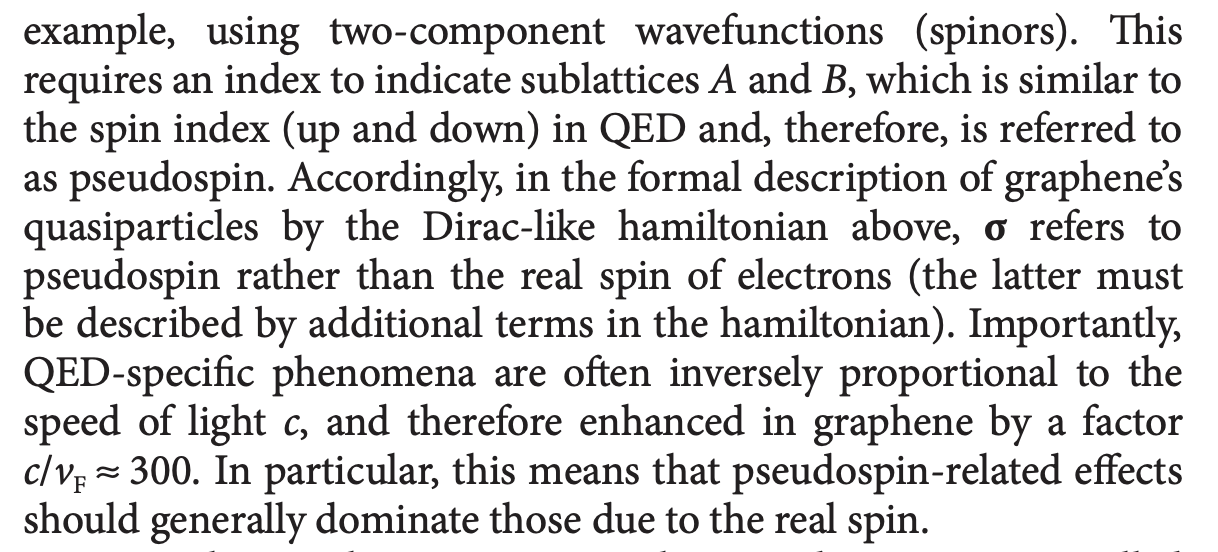 example, using two-component wavefunctions (spinors). This
requires an index to indicate sublattices A and B, which is similar to
the spin index (up and down) in QED and, therefore, is referred to
as pseudospin. Accordingly, in the formal description of graphene’s
quasiparticles by the Dirac-like hamiltonian above, σ refers to
pseudospin rather than the real spin of electrons (the latter must
be described by additional terms in the hamiltonian). Importantly,
QED-specific phenomena are often inversely proportional to the
speed of light c, and therefore enhanced in graphene by a factor
c/vF ≈ 300. In particular, this means that pseudospin-related effects
should generally dominate those due to the real spin.